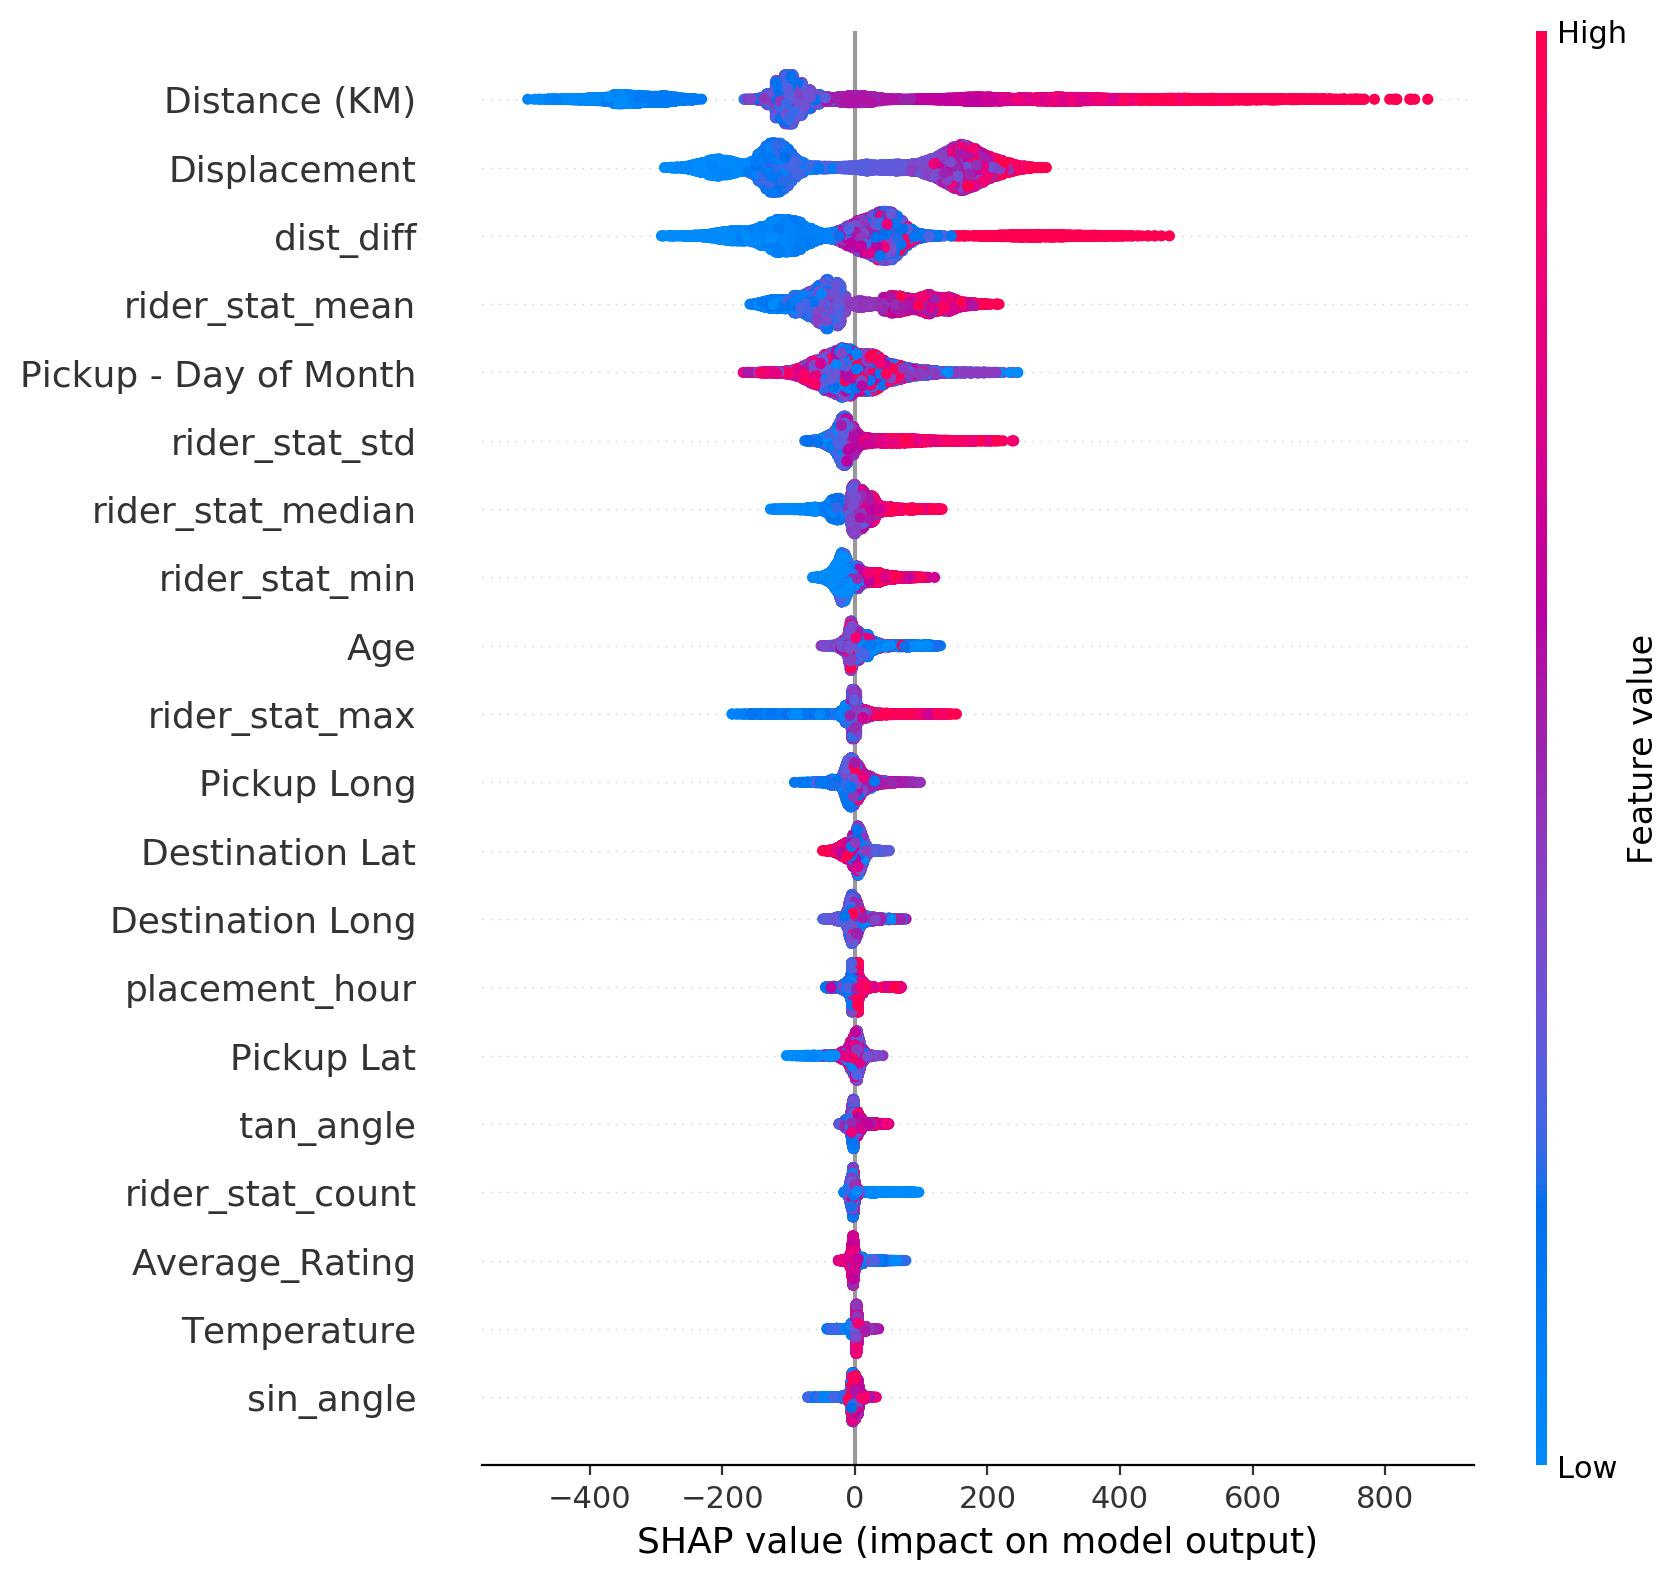 High
Distance (KM)
Displacement
dist_diff
rider_stat_mean
Pickup - Day of Month
rider_stat_std
rider_stat_median
rider_stat_min
Age
rider_stat_max
Pickup Long
Destination Lat
Destination Long
placement_hour
Pickup Lat
tan_angle
rider_stat_count
Average_Rating
Temperature
sin_angle
Feature value
Low
−400 −200 0 200 400 600 800
SHAP value (impact on model output)